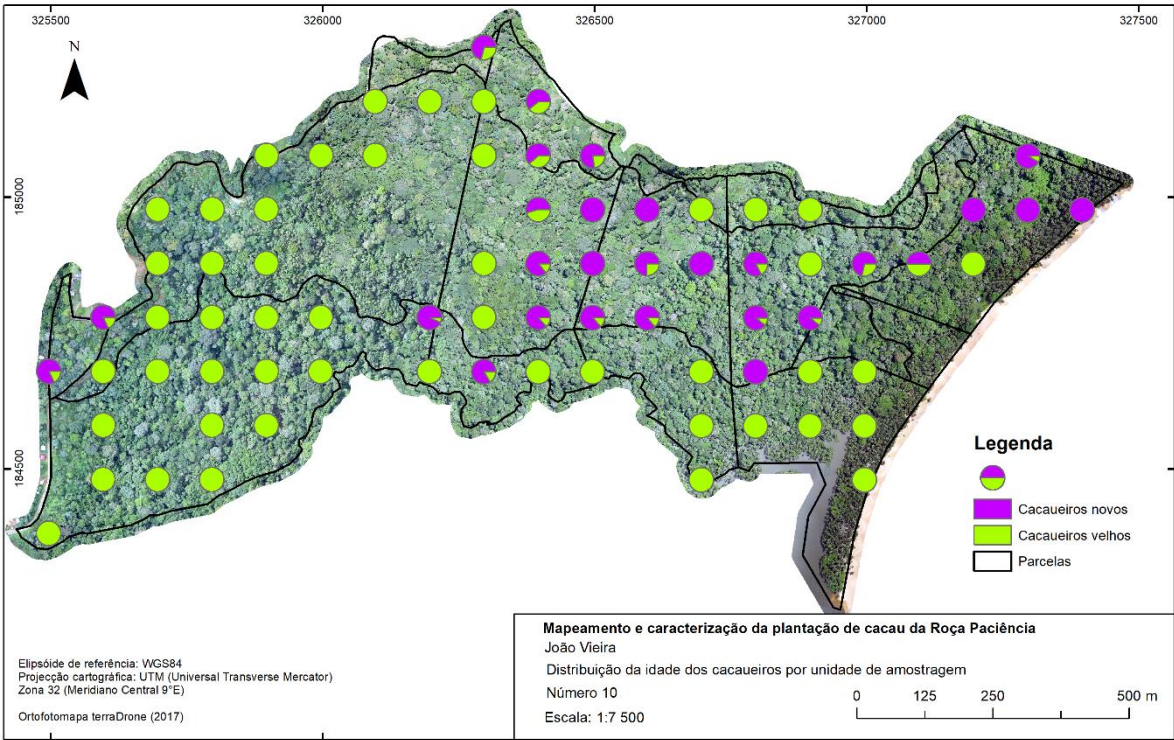 325500 326000 326500 327000 327500
N
185000
184500
Legenda
Cacaueiros novos
Cacaueiros velhos
Parcelas
Mapeamento e caracterização da plantação de cacau da Roça Paciência
João Vieira
Distribuição da idade dos cacaueiros por unidade de amostragem
Número 10
Escala: 1:7 500
0 125 250 500 m
Elipsóide de referência: WGS84
Projecção cartográfica: UTM (Universal Transverse Mercator)
Zona 32 (Meridiano Central 9°E)
Ortofotomapa terraDrone (2017)